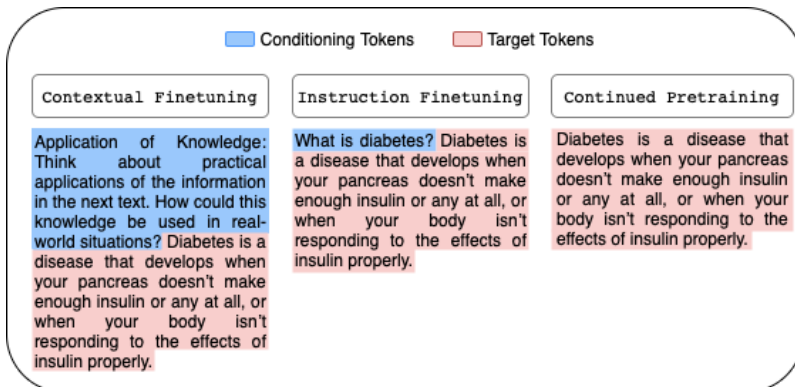 Conditioning Tokens
Target Tokens
Contextual Finetuning
Application of Knowledge:
Think about practical
applications of the information
in the next text. How could this
knowledge be used in real-
world situations? Diabetes is a
disease that develops when
your pancreas doesn't make
enough insulin or any at all, or
when your body isn't
responding to the effects of
insulin properly.
Instruction Finetuning
What is diabetes? Diabetes is
a disease that develops when
your pancreas doesn't make
enough insulin or any at all, or
when your body isn't
responding to the effects of
insulin properly.
Continued Pretraining
Diabetes is a disease that
develops when your pancreas
doesn't make enough insulin
or any at all, or when your
body isn't responding to the
effects of insulin properly.